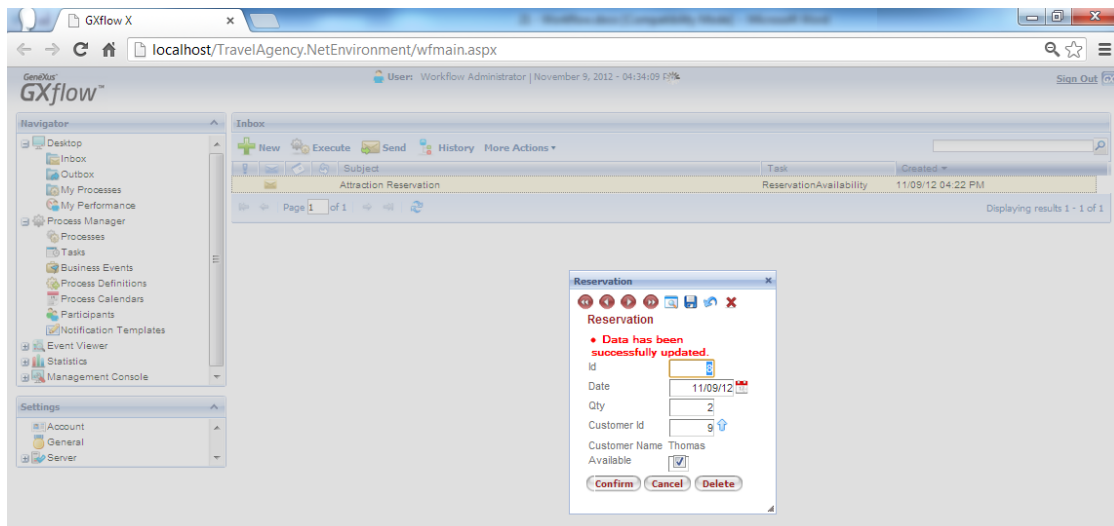 GXflow X
localhost/TravelAgency.NetEnvironment/wfmain.aspx
GeneXus
GXflow™
User: Workflow Administrator | November 9, 2012 - 04:34:09 PM
Sign Out
Navigator
Desktop
Inbox
Outbox
My Processes
My Performance
Process Manager
Processes
Tasks
Business Events
Process Definitions
Process Calendars
Participants
Notification Templates
Event Viewer
Statistics
Management Console
Settings
Account
General
Server
Inbox
New Execute Send History More Actions
Subject Task Created
Attraction Reservation ReservationAvailability 11/09/12 04:22 PM
Page 1 of 1
Displaying results 1 - 1 of 1
Reservation
Reservation
• Data has been
successfully updated.
Id 8
Date 11/09/12
Qty 2
Customer Id 9
Customer Name Thomas
Available
Confirm Cancel Delete